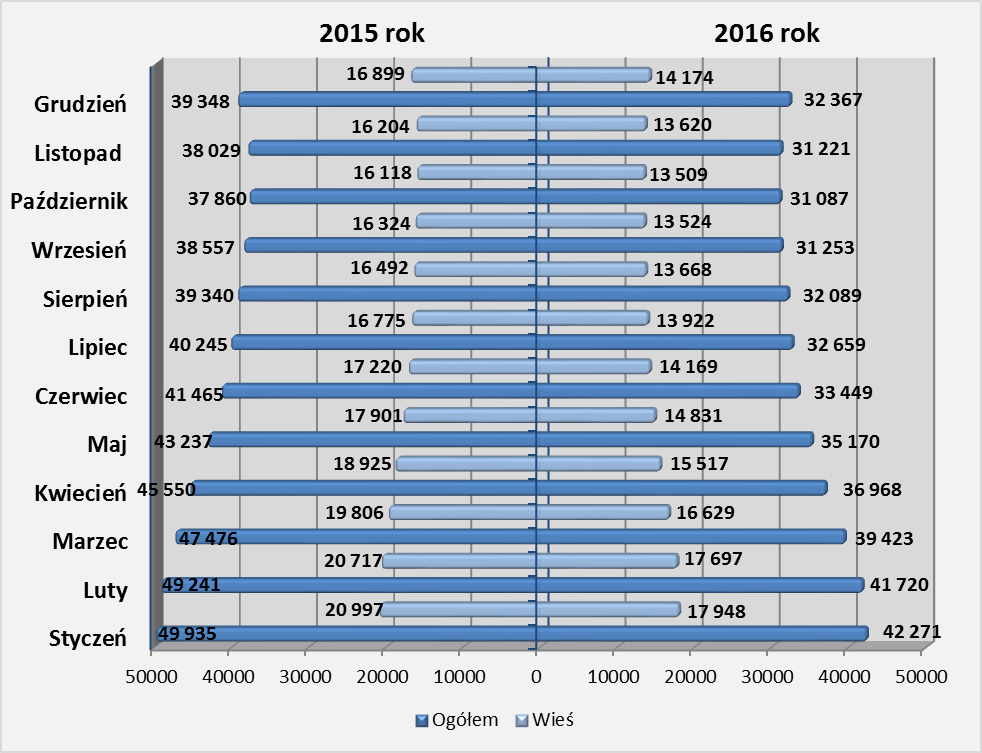 2015 rok 2016 rok
16 899 14 174
Grudzień 39 348 32 367
16 204 13 620
Listopad 38 029 31 221
16 118 13 509
Październik 37 860 31 087
16 324 13 524
Wrzesień 38 557 31 253
16 492 13 668
Sierpień 39 340 32 089
16 775 13 922
Lipiec 40 245 32 659
17 220 14 169
Czerwiec 41 465 33 449
17 901 14 831
Maj 43 237 35 170
18 925 15 517
Kwiecień 45 550 36 968
19 806 16 629
Marzec 47 476 39 423
20 717 17 697
Luty 49 241 41 720
20 997 17 948
Styczeń 49 935 42 271
50000 40000 30000 20000 10000 0 10000 20000 30000 40000 50000
Ogółem Wieś